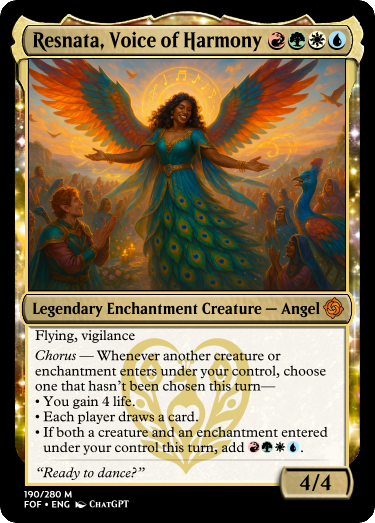 Resnata, Voice of Harmony
Legendary Enchantment Creature — Angel
Flying, vigilance
Chorus — Whenever another creature or
enchantment enters under your control, choose
one that hasn't been chosen this turn—
• You gain 4 life.
• Each player draws a card.
• If both a creature and an enchantment entered
under your control this turn, add .
“Ready to dance?”
4/4
190/280 M
FOF • ENG ChatGPT